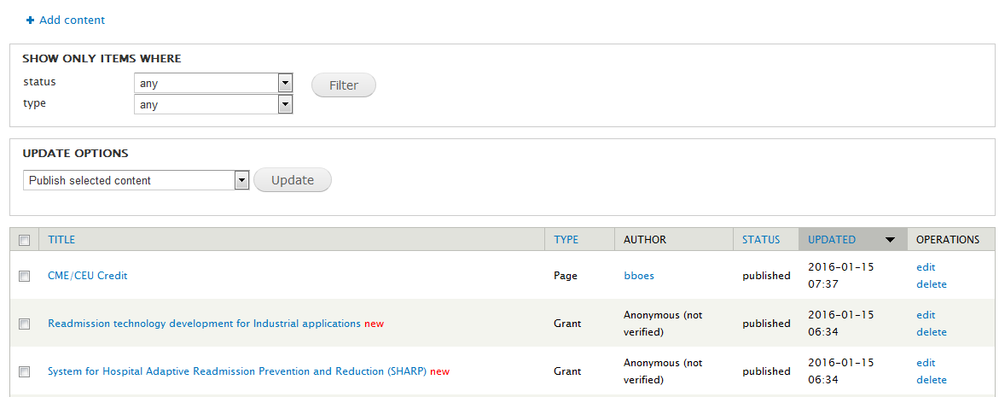 Add content
SHOW ONLY ITEMS WHERE
status any Filter
type any
UPDATE OPTIONS
Publish selected content Update
TITLE TYPE AUTHOR STATUS UPDATED OPERATIONS
CME/CEU Credit Page bboes published 2016-01-15 07:37 edit delete
Readmission technology development for Industrial applications new Grant Anonymous (not verified) published 2016-01-15 06:34 edit delete
System for Hospital Adaptive Readmission Prevention and Reduction (SHARP) new Grant Anonymous (not verified) published 2016-01-15 06:34 edit delete